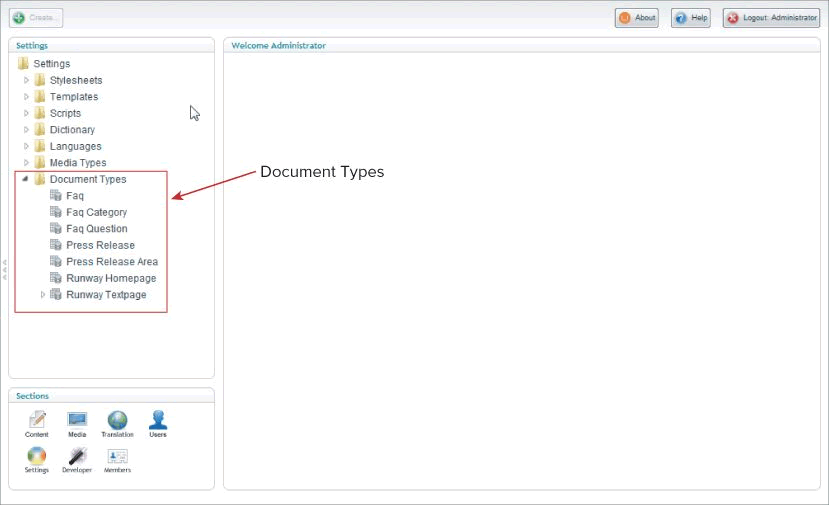 Create...
About
Help
Logout: Administrator
Settings
Welcome Administrator
Settings
Stylesheets
Templates
Scripts
Dictionary
Languages
Media Types
Document Types
Document Types
Faq
Faq Category
Faq Question
Press Release
Press Release Area
Runway Homepage
Runway Textpage
Sections
Content
Media
Translation
Users
Settings
Developer
Members